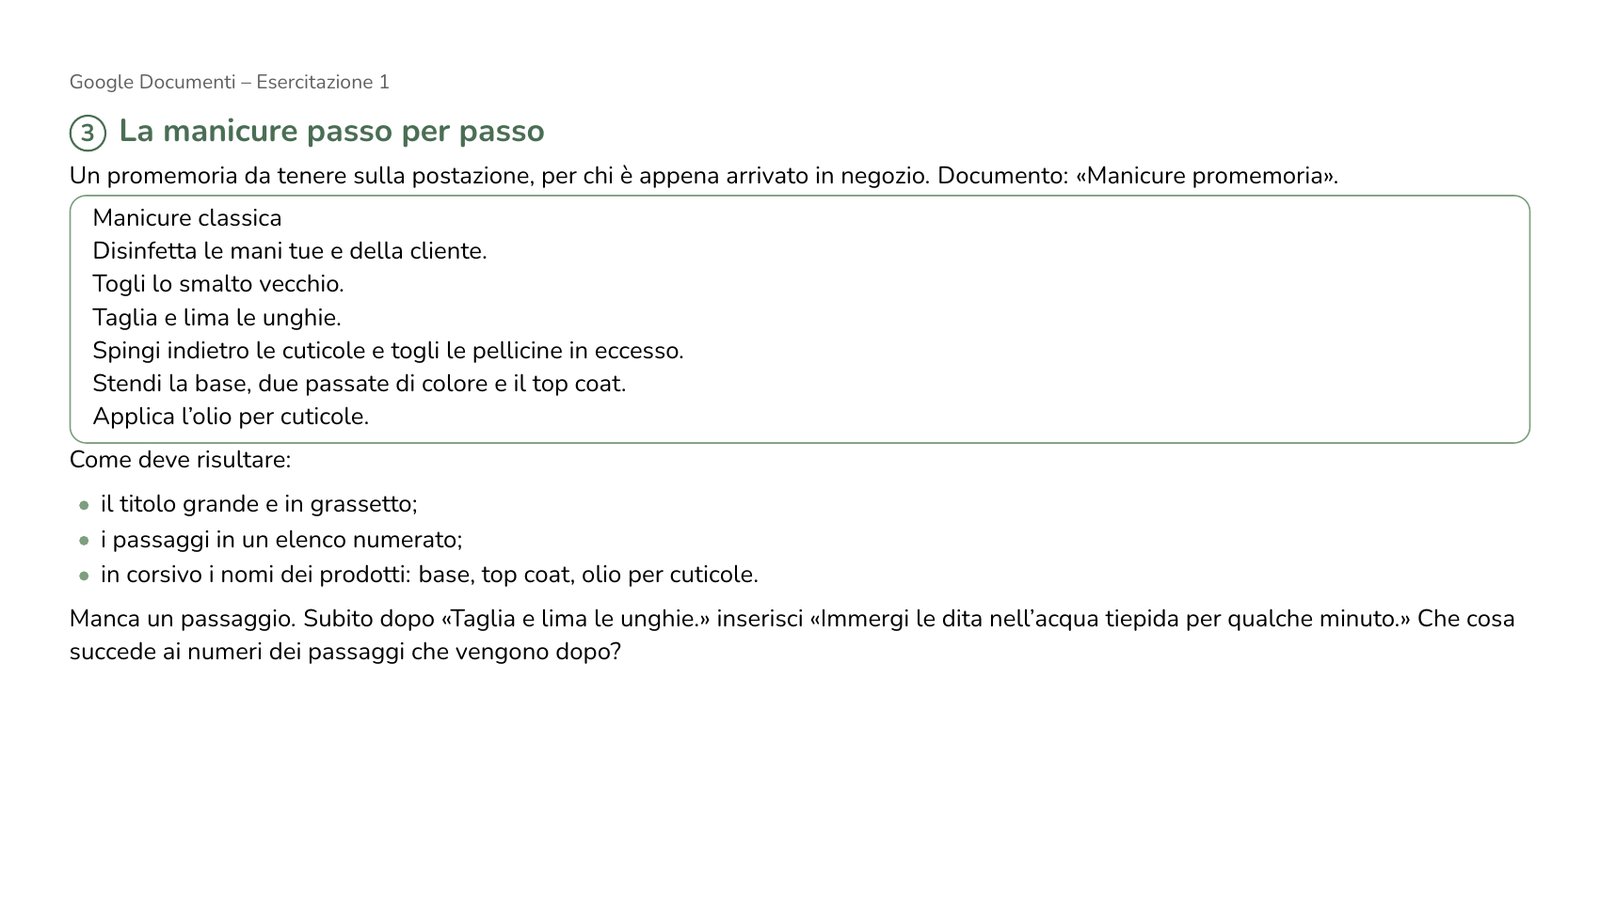 Google Documenti – Esercitazione 1
3 La manicure passo per passo
Un promemoria da tenere sulla postazione, per chi è appena arrivato in negozio. Documento: «Manicure promemoria».
Manicure classica
Disinfetta le mani tue e della cliente.
Togli lo smalto vecchio.
Taglia e lima le unghie.
Spingi indietro le cuticole e togli le pellicine in eccesso.
Stendi la base, due passate di colore e il top coat.
Applica l’olio per cuticole.
Come deve risultare:
• il titolo grande e in grassetto;
• i passaggi in un elenco numerato;
• in corsivo i nomi dei prodotti: base, top coat, olio per cuticole.
Manca un passaggio. Subito dopo «Taglia e lima le unghie.» inserisci «Immergi le dita nell’acqua tiepida per qualche minuto.» Che cosa
succede ai numeri dei passaggi che vengono dopo?